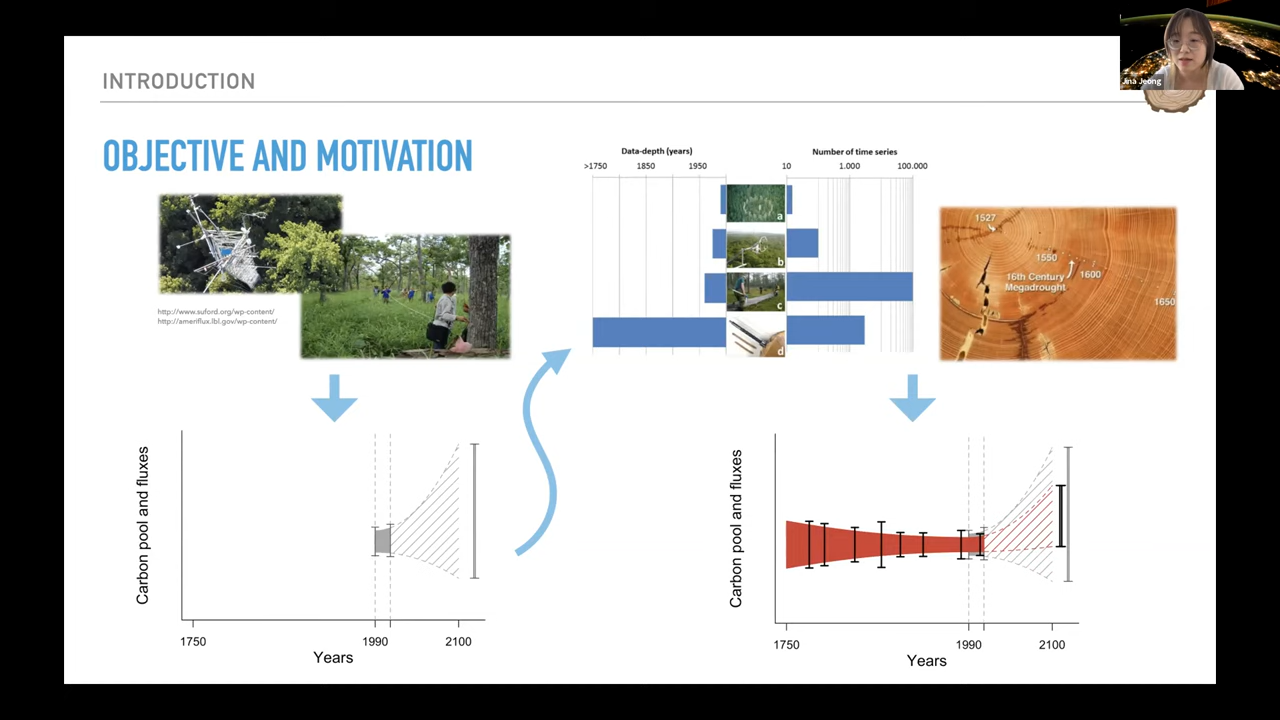 Jina Jeong
INTRODUCTION
OBJECTIVE AND MOTIVATION
http://www.suford.org/wp-content/
http://ameriflux.lbl.gov/wp-content/
Data-depth (years)
Number of time series
>1750 1850 1950
10 1.000 100.000
a
b
c
d
1527
1550
1600
16th Century
Megadrought
1650
Carbon pool and fluxes
1750 1990 2100
Years
Carbon pool and fluxes
1750 1990 2100
Years